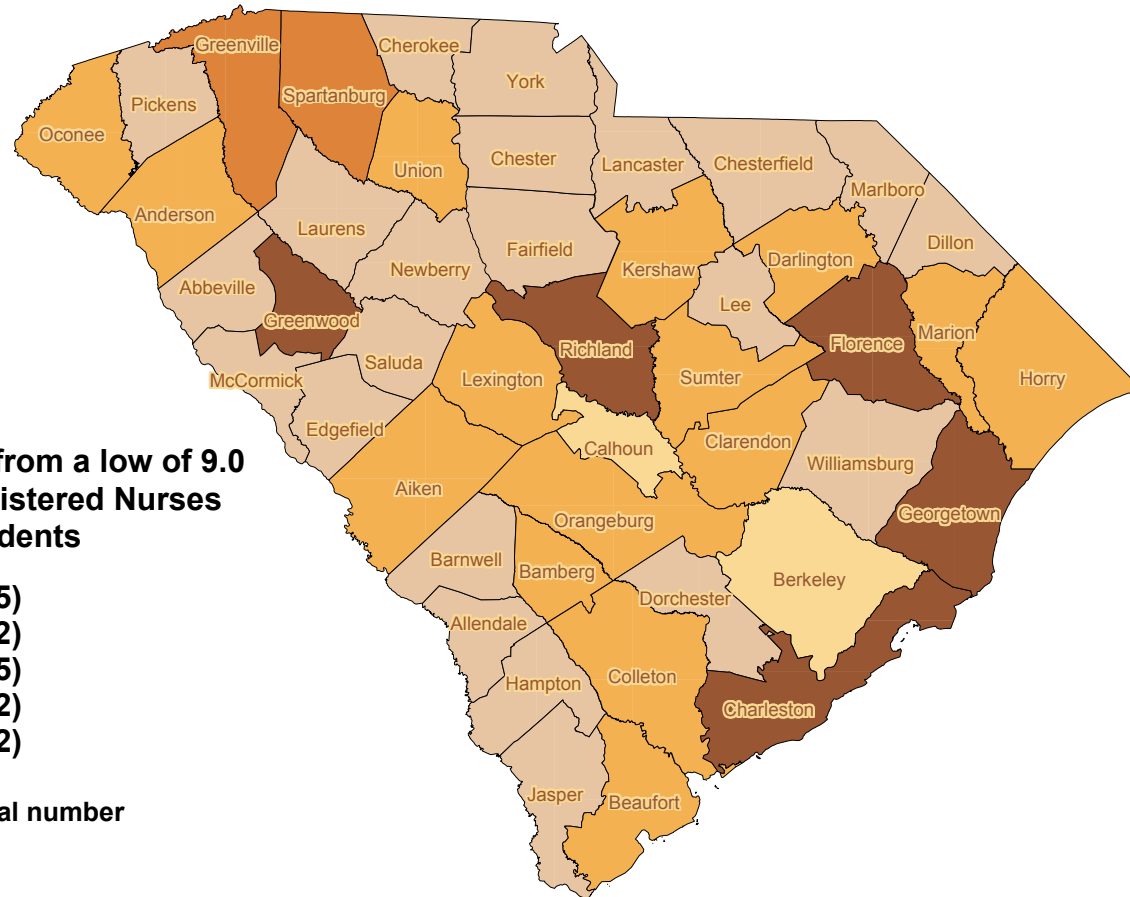 Greenville
Cherokee
York
Spartanburg
Pickens
Oconee
Union
Chester
Lancaster
Chesterfield
Marlboro
Anderson
Laurens
Fairfield
Dillon
Newberry
Kershaw
Darlington
Abbeville
Lee
Greenwood
Richland
Florence
Marion
Saluda
McCormick
Lexington
Sumter
Horry
Edgefield
Calhoun
Clarendon
Williamsburg
from a low of 9.0
istered Nurses
dents
Aiken
Orangeburg
Georgetown
Barnwell
Bamberg
Berkeley
Dorchester
5)
2)
5)
2)
2)
Allendale
Hampton
Colleton
Charleston
Jasper
Beaufort
al number